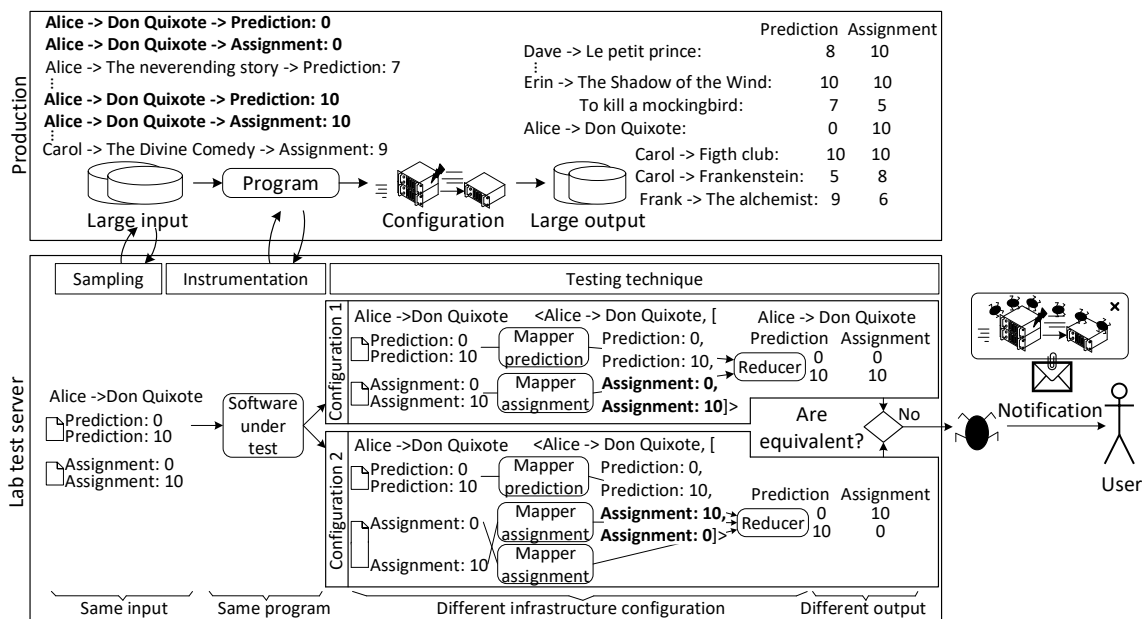 Production
Alice -> Don Quixote -> Prediction: 0
Alice -> Don Quixote -> Assignment: 0
Alice -> The neverending story -> Prediction: 7
⋮
Alice -> Don Quixote -> Prediction: 10
Alice -> Don Quixote -> Assignment: 10
⋮
Carol -> The Divine Comedy -> Assignment: 9
Prediction Assignment
Dave -> Le petit prince: 8 10
⋮
Erin -> The Shadow of the Wind: 10 10
To kill a mockingbird: 7 5
Alice -> Don Quixote: 0 10
Carol -> Figth club: 10 10
Carol -> Frankenstein: 5 8
Frank -> The alchemist: 9 6
Large input
Program
Configuration
Large output
Lab test server
Sampling
Instrumentation
Testing technique
Alice ->Don Quixote
Prediction: 0
Prediction: 10
Assignment: 0
Assignment: 10
Software
under
test
Configuration 1
Alice ->Don Quixote
<Alice -> Don Quixote, [
Prediction: 0
Prediction: 10
Mapper
prediction
Prediction: 0,
Prediction: 10,
Assignment: 0
Assignment: 10
Mapper
assignment
Assignment: 0,
Assignment: 10]>
Reducer
Alice -> Don Quixote
Prediction Assignment
0 0
10 10
Configuration 2
Alice ->Don Quixote
<Alice -> Don Quixote, [
Prediction: 0
Prediction: 10
Mapper
prediction
Prediction: 0,
Prediction: 10,
Assignment: 0
Assignment: 10
Mapper
assignment
Mapper
assignment
Assignment: 10,
Assignment: 0]>
Reducer
Prediction Assignment
0 10
10 0
Are
equivalent?
No
Notification
User
Same input
Same program
Different infrastructure configuration
Different output